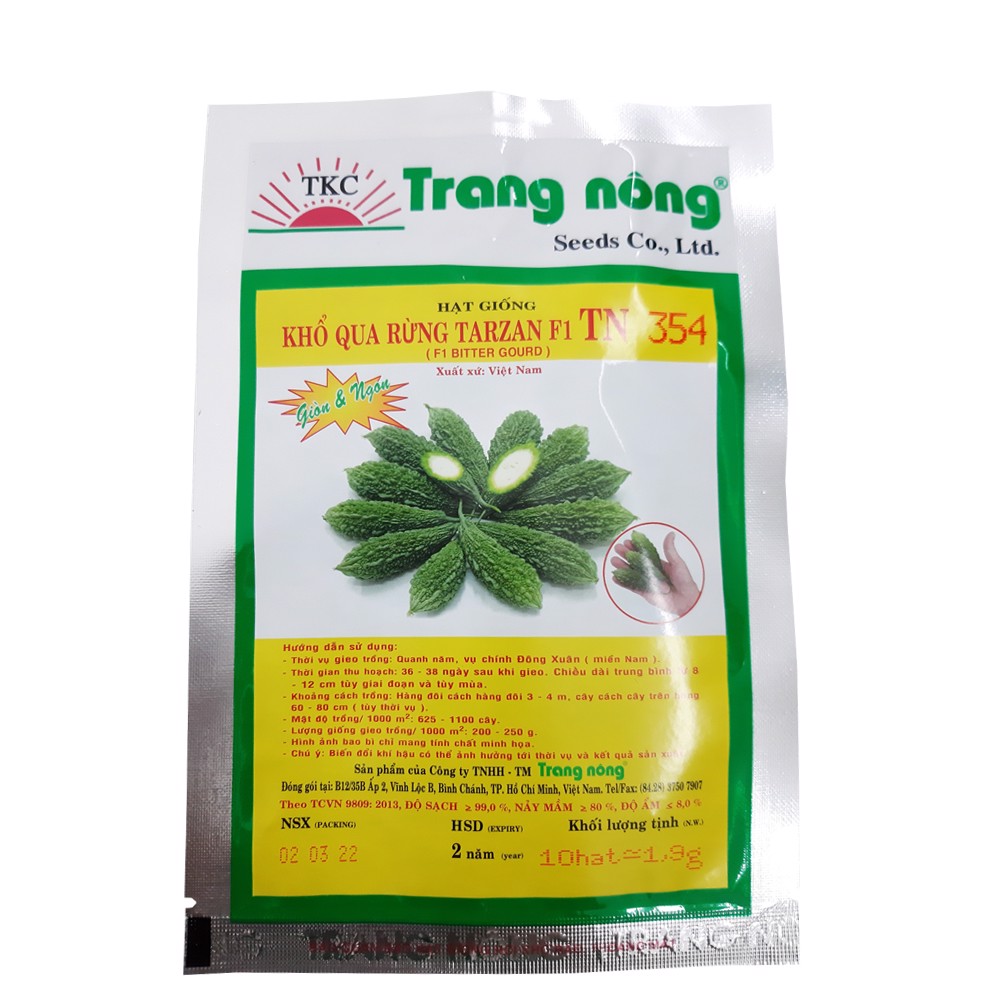 TKC
Trang nông®
Seeds Co., Ltd.
HẠT GIỐNG
KHỔ QUA RỪNG TARZAN F1 TN 354
( F1 BITTER GOURD )
Xuất xứ: Việt Nam
Giòn & Ngon
Hướng dẫn sử dụng:
- Thời vụ gieo trồng: Quanh năm, vụ chính Đông Xuân ( miền Nam ).
- Thời gian thu hoạch: 36 - 38 ngày sau khi gieo. Chiều dài trung bình từ 8
- 12 cm tùy giai đoạn và tùy mùa.
- Khoảng cách trồng: Hàng đôi cách hàng đôi 3 - 4 m, cây cách cây trên hàng
60 - 80 cm ( tùy thời vụ ).
- Mật độ trồng/ 1000 m²: 625 - 1100 cây.
- Lượng giống gieo trồng/ 1000 m²: 200 - 250 g.
- Hình ảnh bao bì chỉ mang tính chất minh họa.
- Chú ý: Biến đổi khí hậu có thể ảnh hưởng tới thời vụ và kết quả sản xuất.
Sản phẩm của Công ty TNHH - TM Trang nông®
Đóng gói tại: B12/35B Ấp 2, Vĩnh Lộc B, Bình Chánh, TP. Hồ Chí Minh, Việt Nam. Tel/Fax: (84.28) 3750 7907
Theo TCVN 9809: 2013, ĐỘ SẠCH ≥ 99,0 %, NẢY MẦM ≥ 80 %, ĐỘ ẨM ≤ 8,0 %
NSX (PACKING) HSD (EXPIRY) Khối lượng tịnh (N.W.)
02 03 22 2 năm (year) 10hat≃1,9g
TRANG NÔNG TRANG NÔ